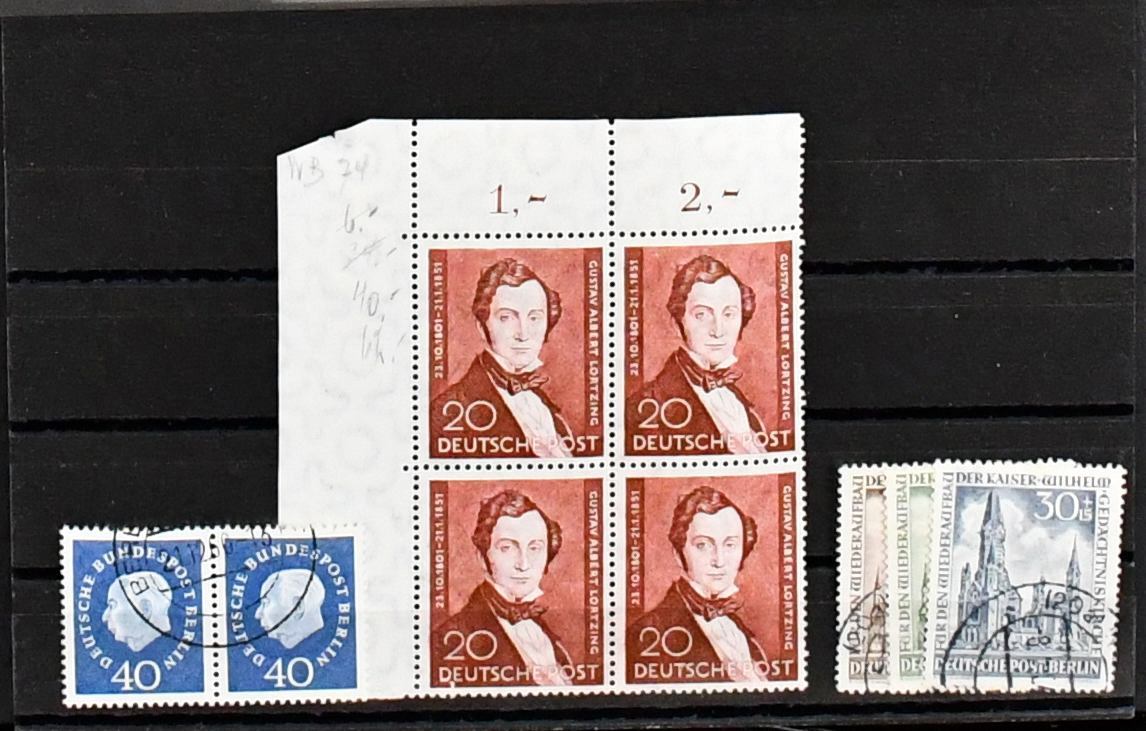 74
40,-
1,-
2,-
23.10.1801-21.1.1851
GUSTAV ALBERT LORTZING
20
DEUTSCHE POST
23.10.1801-21.1.1851
GUSTAV ALBERT LORTZING
20
DEUTSCHE POST
23.10.1801-21.1.1851
GUSTAV ALBERT LORTZING
20
DEUTSCHE POST
23.10.1801-21.1.1851
GUSTAV ALBERT LORTZING
20
DEUTSCHE POST
DEUTSCHE BUNDESPOST BERLIN
40
DEUTSCHE BUNDESPOST BERLIN
40
DER
DER
FÜR DEN WIEDERAUFBAU
DER KAISER-WILHELM-
GEDÄCHTNISKIRCHE
30+15
DEUTSCHE POST-BERLIN